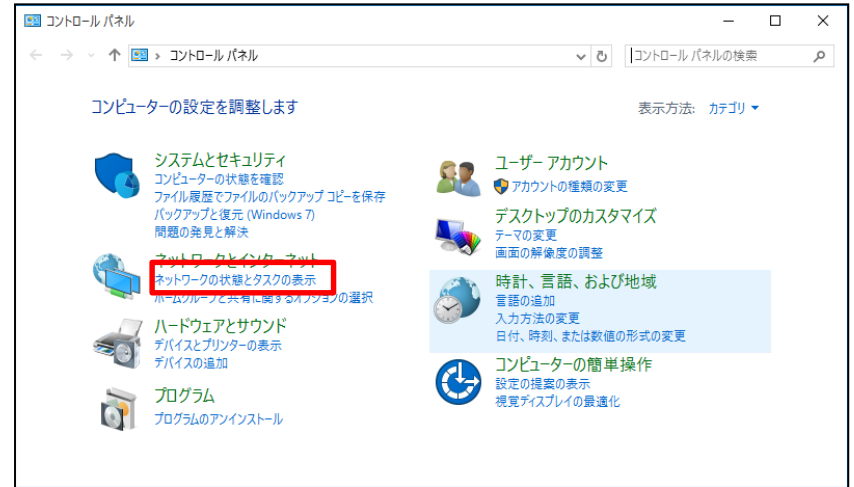 コントロール パネル
コントロール パネル
コントロール パネルの検索
コンピューターの設定を調整します
表示方法: カテゴリ
システムとセキュリティ
コンピューターの状態を確認
ファイル履歴でファイルのバックアップ コピーを保存
バックアップと復元 (Windows 7)
問題の発見と解決
ネットワークとインターネット
ネットワークの状態とタスクの表示
ホームグループと共有に関するオプションの選択
ハードウェアとサウンド
デバイスとプリンターの表示
デバイスの追加
プログラム
プログラムのアンインストール
ユーザー アカウント
アカウントの種類の変更
デスクトップのカスタマイズ
テーマの変更
画面の解像度の調整
時計、言語、および地域
言語の追加
入力方法の変更
日付、時刻、または数値の形式の変更
コンピューターの簡単操作
設定の提案の表示
視覚ディスプレイの最適化